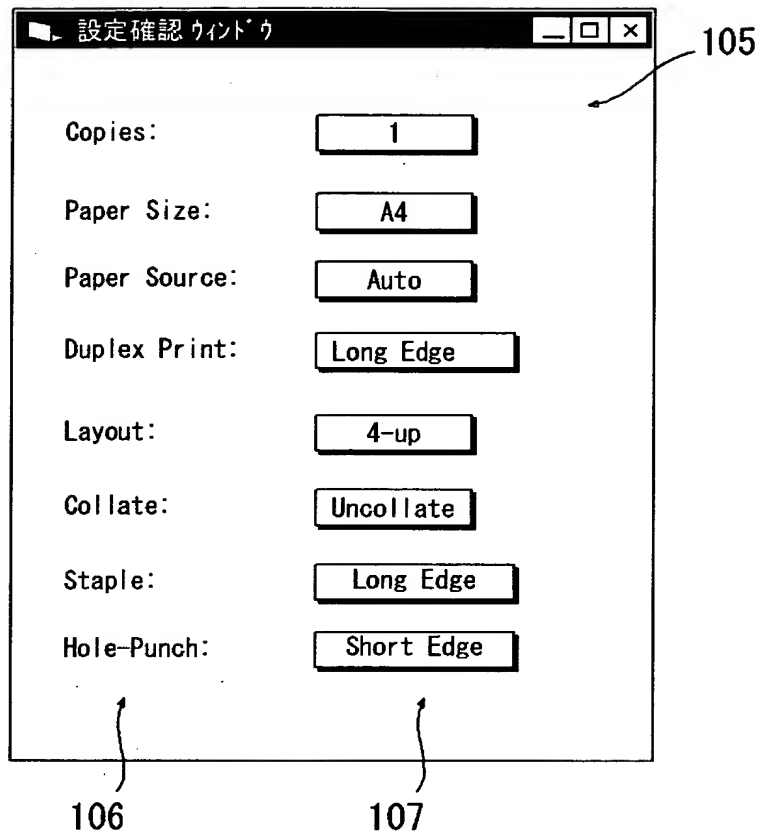 設定確認 ウィンドウ
105
Copies: 1
Paper Size: A4
Paper Source: Auto
Duplex Print: Long Edge
Layout: 4-up
Collate: Uncollate
Staple: Long Edge
Hole-Punch: Short Edge
106 107